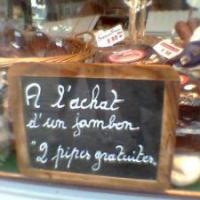 A l'achat
d'un jambon
"2 pipes gratuites